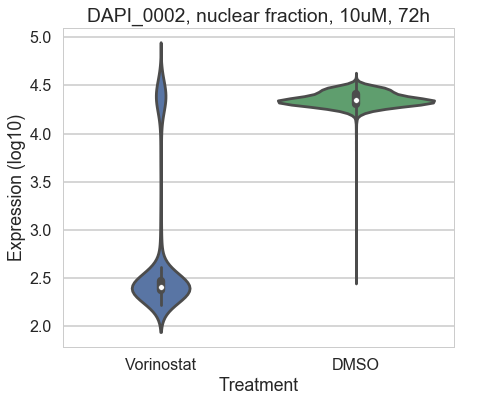 DAPI_0002, nuclear fraction, 10uM, 72h
5.0
4.5
4.0
3.5
3.0
2.5
2.0
Expression (log10)
Vorinostat
DMSO
Treatment